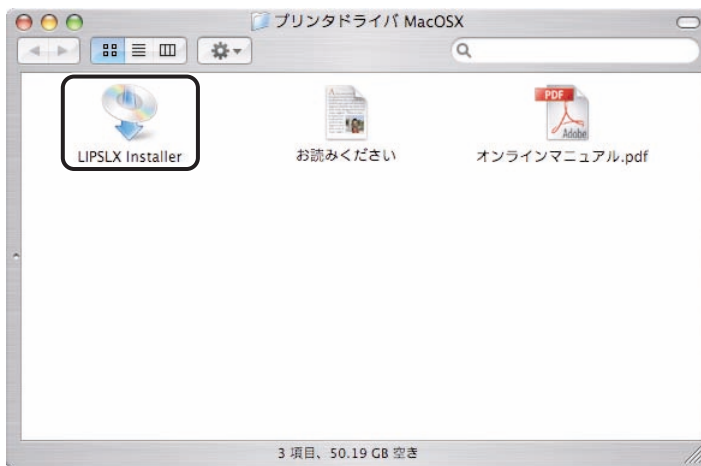 プリンタドライバ MacOSX
PDF
Adobe
LIPSLX Installer
お読みください
オンラインマニュアル.pdf
3 項目、50.19 GB 空き